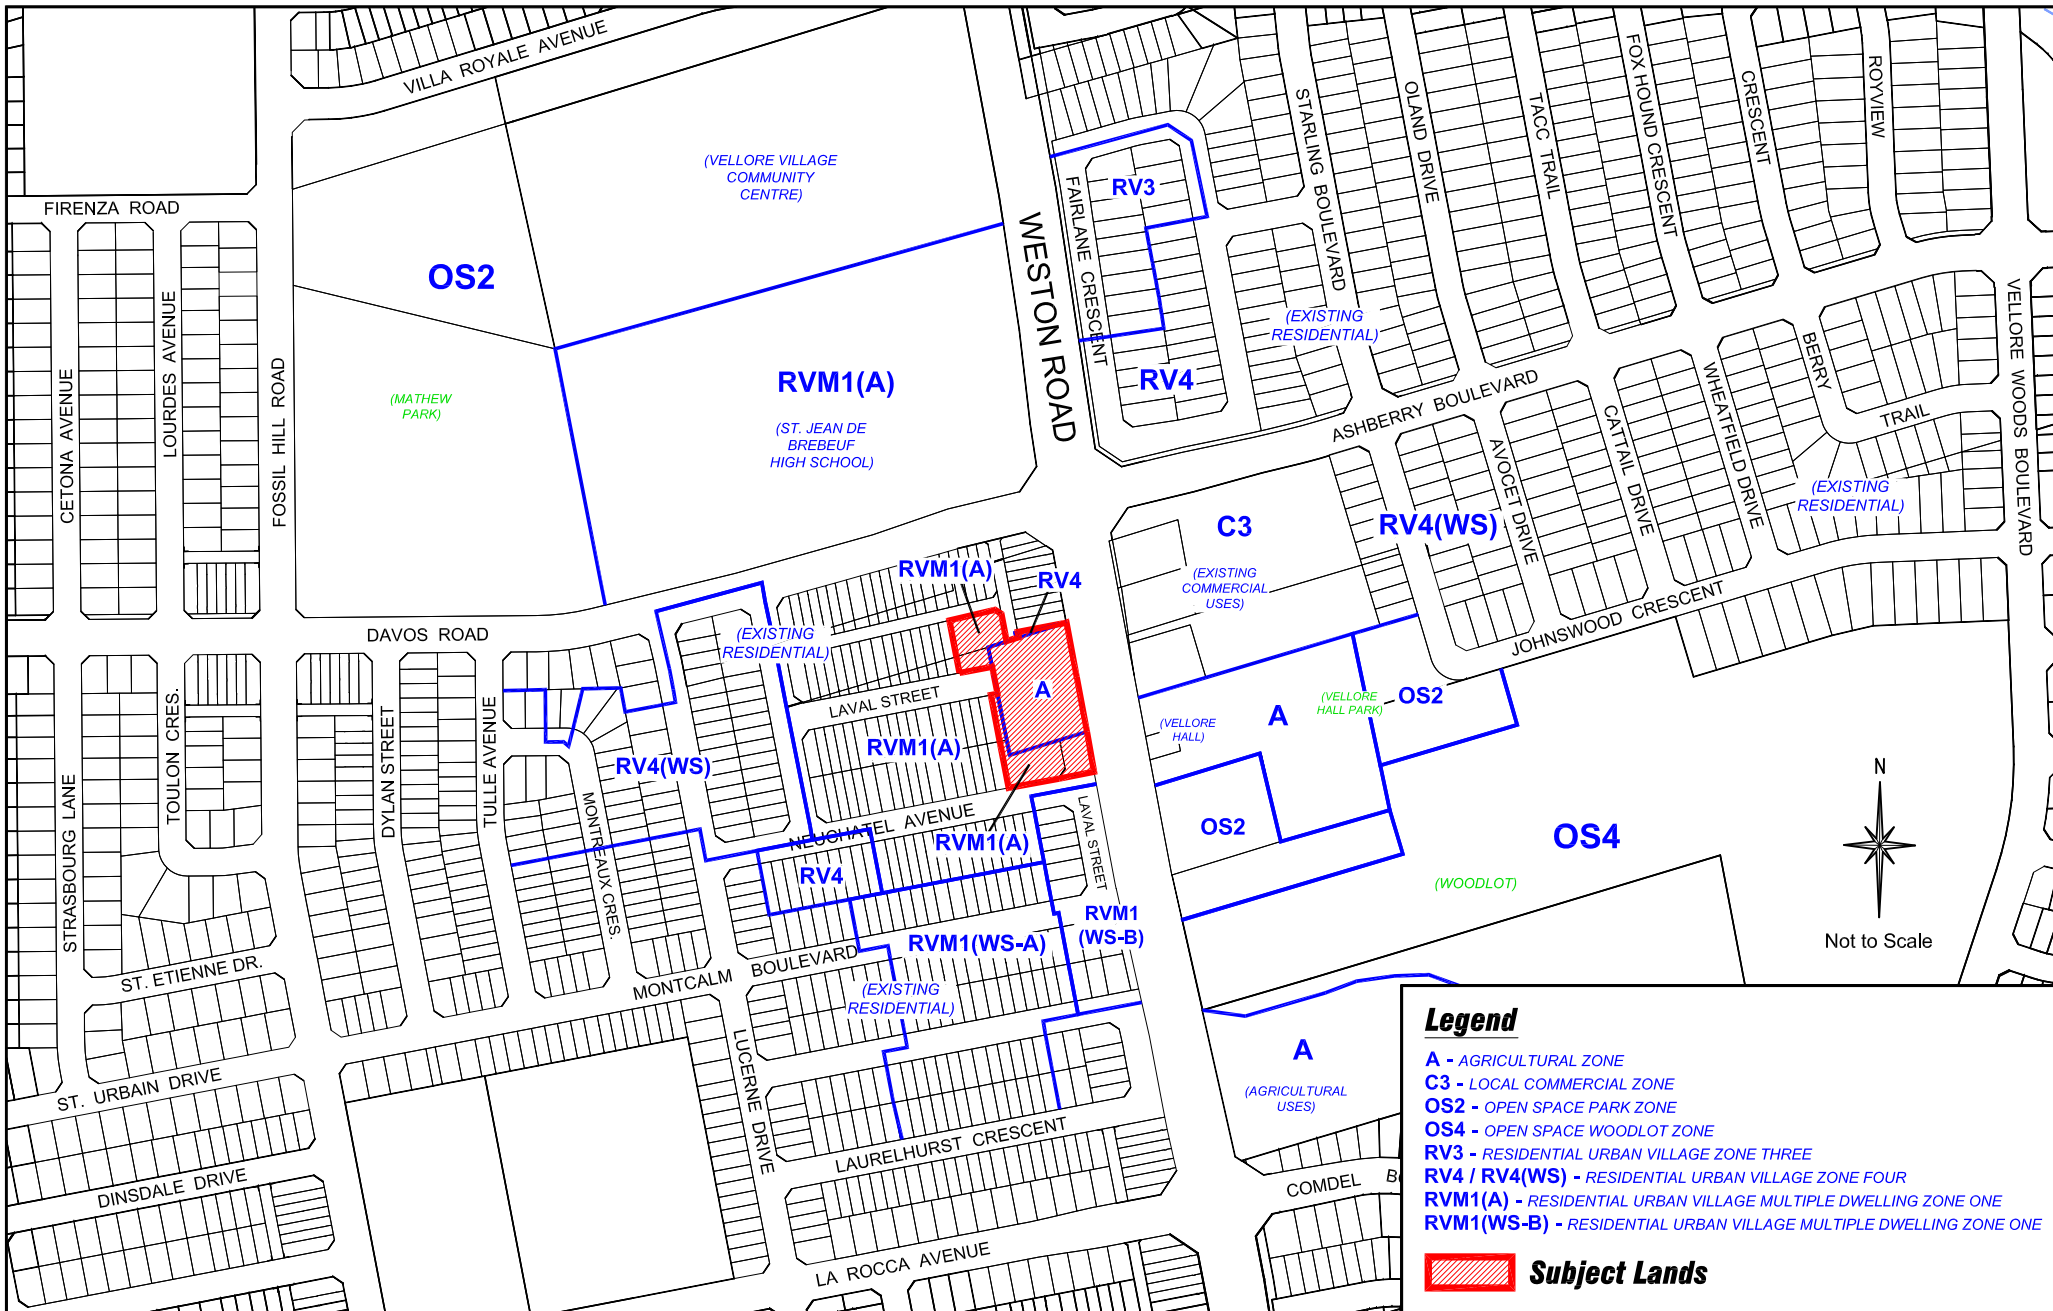 VILLA ROYALE AVENUE
(VELLORE VILLAGE
COMMUNITY
CENTRE)
FIRENZA ROAD
OS2
CETONA AVENUE
LOURDES AVENUE
FOSSIL HILL ROAD
(MATHEW
PARK)
RVM1(A)
(ST. JEAN DE
BREBEUF
HIGH SCHOOL)
WESTON ROAD
FAIRLANE CRESCENT
RV3
RV4
STARLING BOULEVARD
OLAND DRIVE
TACC TRAIL
FOX HOUND CRESCENT
CRESCENT
ROYVIEW
(EXISTING
RESIDENTIAL)
ASHBERRY BOULEVARD
VELLORE WOODS BOULEVARD
BERRY
TRAIL
WHEATFIELD DRIVE
CATTAIL DRIVE
AVOCET DRIVE
(EXISTING
RESIDENTIAL)
RV4(WS)
C3
(EXISTING
COMMERCIAL
USES)
JOHNSWOOD CRESCENT
DAVOS ROAD
(EXISTING
RESIDENTIAL)
RVM1(A)
RV4
A
LAVAL STREET
RVM1(A)
RV4(WS)
NEUCHATEL AVENUE
RVM1(A)
RV4
LAVAL STREET
(VELLORE
HALL)
A
(VELLORE
HALL PARK)
OS2
OS2
OS4
(WOODLOT)
N
Not to Scale
STRASBOURG LANE
TOULON CRES.
DYLAN STREET
TULLE AVENUE
MONTREAUX CRES.
ST. ETIENNE DR.
MONTCALM BOULEVARD
RVM1(WS-A)
(EXISTING
RESIDENTIAL)
RVM1
(WS-B)
LUCERNE DRIVE
ST. URBAIN DRIVE
DINSDALE DRIVE
LAURELHURST CRESCENT
LA ROCCA AVENUE
A
(AGRICULTURAL
USES)
COMDEL
Legend
A - AGRICULTURAL ZONE
C3 - LOCAL COMMERCIAL ZONE
OS2 - OPEN SPACE PARK ZONE
OS4 - OPEN SPACE WOODLOT ZONE
RV3 - RESIDENTIAL URBAN VILLAGE ZONE THREE
RV4 / RV4(WS) - RESIDENTIAL URBAN VILLAGE ZONE FOUR
RVM1(A) - RESIDENTIAL URBAN VILLAGE MULTIPLE DWELLING ZONE ONE
RVM1(WS-B) - RESIDENTIAL URBAN VILLAGE MULTIPLE DWELLING ZONE ONE
Subject Lands